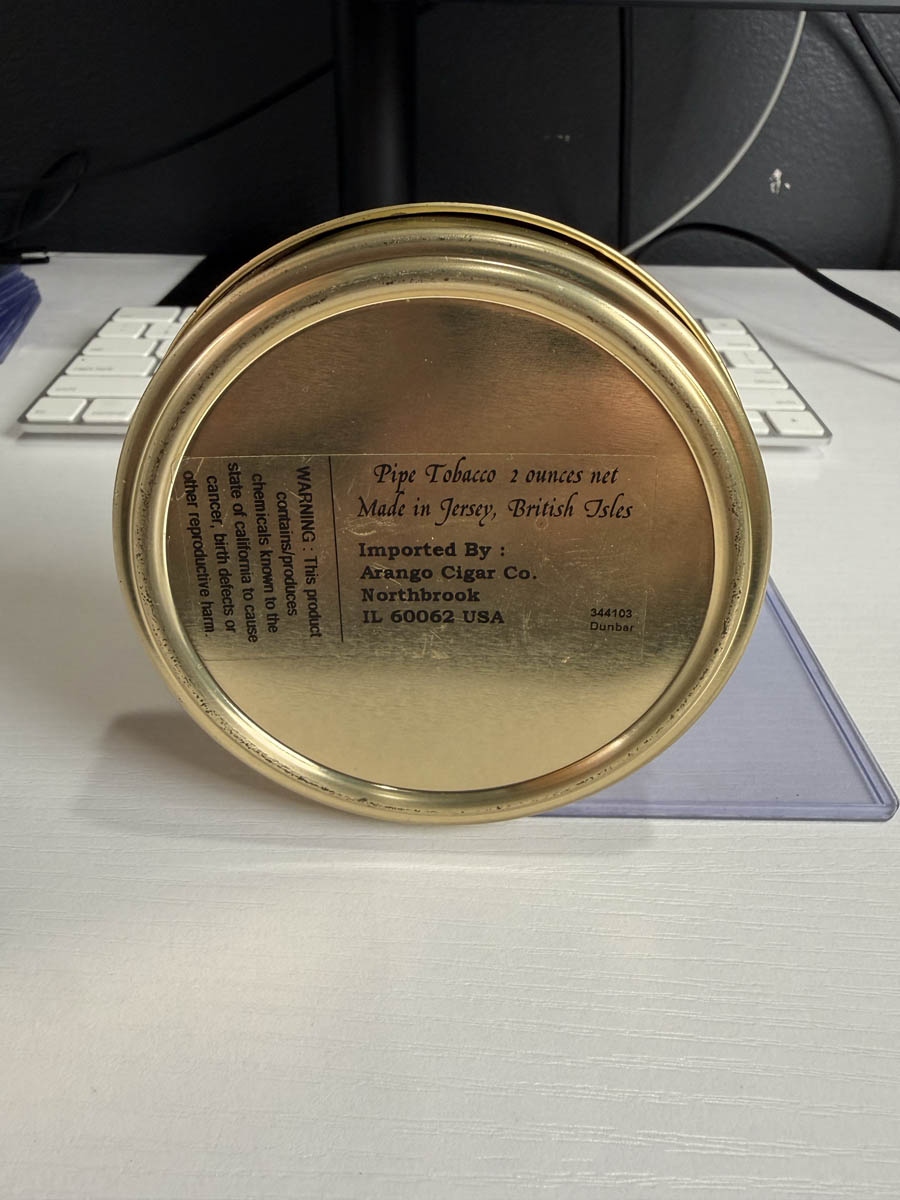 Pipe Tobacco 2 ounces net
Made in Jersey, British Isles
Imported By :
Arango Cigar Co.
Northbrook
IL 60062 USA
344103
Dunbar
WARNING : This product
contains/produces
chemicals known to the
state of california to cause
cancer, birth defects or
other reproductive harm.